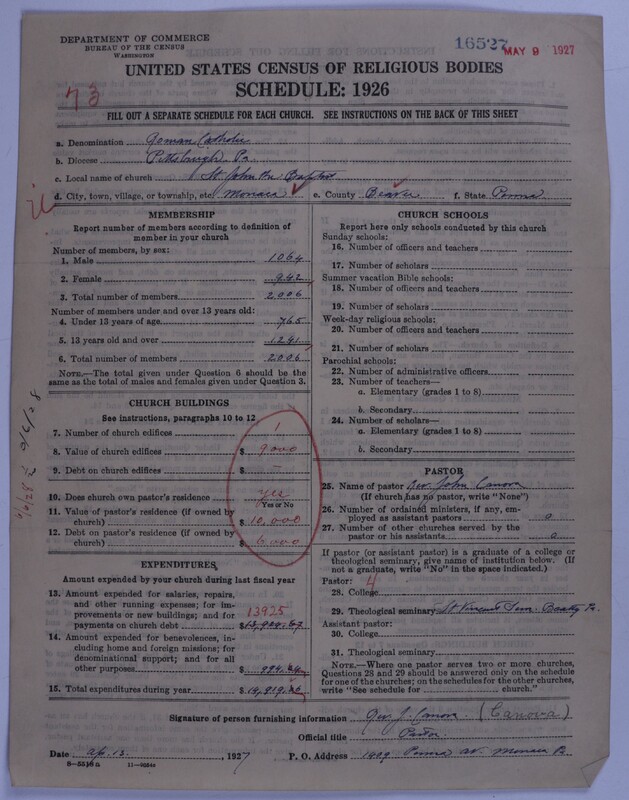 DEPARTMENT OF COMMERCE
BUREAU OF THE CENSUS
WASHINGTON
16527
MAY 9 1927
UNITED STATES CENSUS OF RELIGIOUS BODIES
SCHEDULE: 1926
73
FILL OUT A SEPARATE SCHEDULE FOR EACH CHURCH. SEE INSTRUCTIONS ON THE BACK OF THIS SHEET
a. Denomination Roman Catholic
b. Diocese Pittsburgh Pa.
c. Local name of church St John the Baptist
d. City, town, village, or township, etc. Monaca e. County Beaver f. State Penna
MEMBERSHIP
Report number of members according to definition of member in your church
Number of members, by sex:
1. Male 1064
2. Female 942
3. Total number of members 2,006
Number of members under and over 13 years old:
4. Under 13 years of age 765
5. 13 years old and over 1241
6. Total number of members 2006
NOTE.—The total given under Question 6 should be the same as the total of males and females given under Question 3.
CHURCH BUILDINGS
See instructions, paragraphs 10 to 12
7. Number of church edifices 1
8. Value of church edifices $ 9,000
9. Debt on church edifices $ —
10. Does church own pastor's residence yes
Yes or No
11. Value of pastor's residence (if owned by church) $ 10,000
12. Debt on pastor's residence (if owned by church) $ 6,000
EXPENDITURES
Amount expended by your church during last fiscal year
13. Amount expended for salaries, repairs, and other running expenses; for improvements or new buildings; and for payments on church debt 13925 $
14. Amount expended for benevolences, including home and foreign missions; for denominational support; and for all other purposes $
15. Total expenditures during year $
CHURCH SCHOOLS
Report here only schools conducted by this church
Sunday schools:
16. Number of officers and teachers
17. Number of scholars
Summer vacation Bible schools:
18. Number of officers and teachers
19. Number of scholars
Week-day religious schools:
20. Number of officers and teachers
21. Number of scholars
Parochial schools:
22. Number of administrative officers
23. Number of teachers—
a. Elementary (grades 1 to 8)
b. Secondary
24. Number of scholars—
a. Elementary (grades 1 to 8)
b. Secondary
PASTOR
25. Name of pastor Rev. John Canova
(If church has no pastor, write "None")
26. Number of ordained ministers, if any, employed as assistant pastors 0
27. Number of other churches served by the pastor or his assistants 0
If pastor (or assistant pastor) is a graduate of a college or theological seminary, give name of institution below. (If not a graduate, write "No" in the space indicated.)
Pastor: 4
28. College
29. Theological seminary St Vincent Sem. Beatty Pa.
Assistant pastor:
30. College
31. Theological seminary
NOTE.—Where one pastor serves two or more churches, Questions 28 and 29 should be answered only on the schedule for one of the churches; on the schedules for the other churches, write "See schedule for church."
Signature of person furnishing information Rev. J. Canova (Canova)
Official title Pastor
Date Ap. 13. , 1927 P. O. Address 1409 Penna av. Monaca Pa.